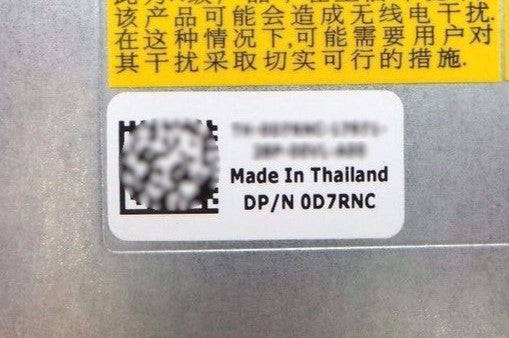 该产品可能会造成无线电干扰.
在这种情况下,可能需要用户对
其干扰采取切实可行的措施.
Made In Thailand
DP/N 0D7RNC